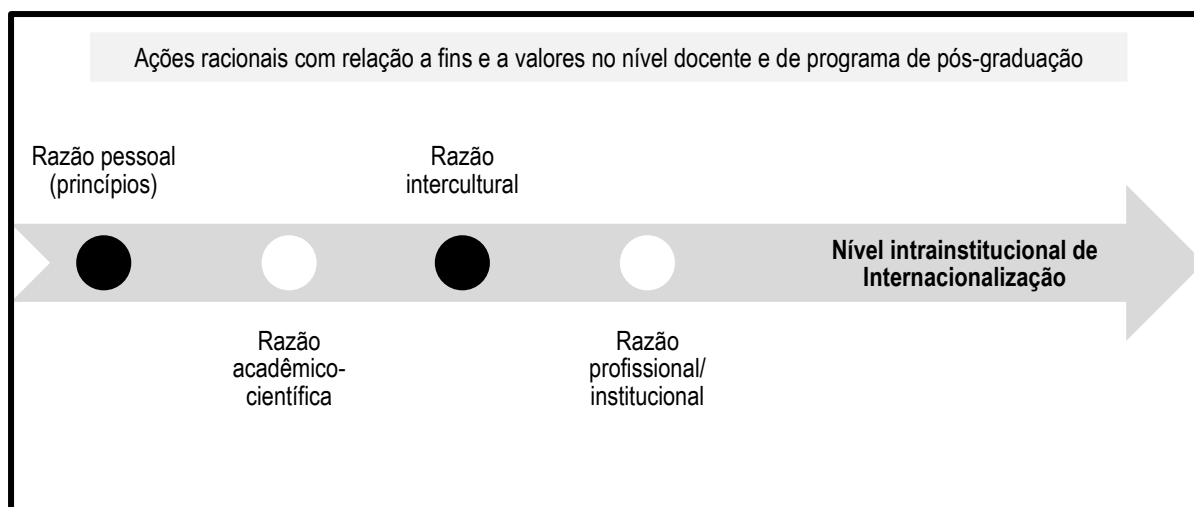 Ações racionais com relação a fins e a valores no nível docente e de programa de pós-graduação
Razão pessoal
(princípios)
Razão
intercultural
Nível intrainstitucional de
Internacionalização
Razão
acadêmico-
científica
Razão
profissional/
institucional